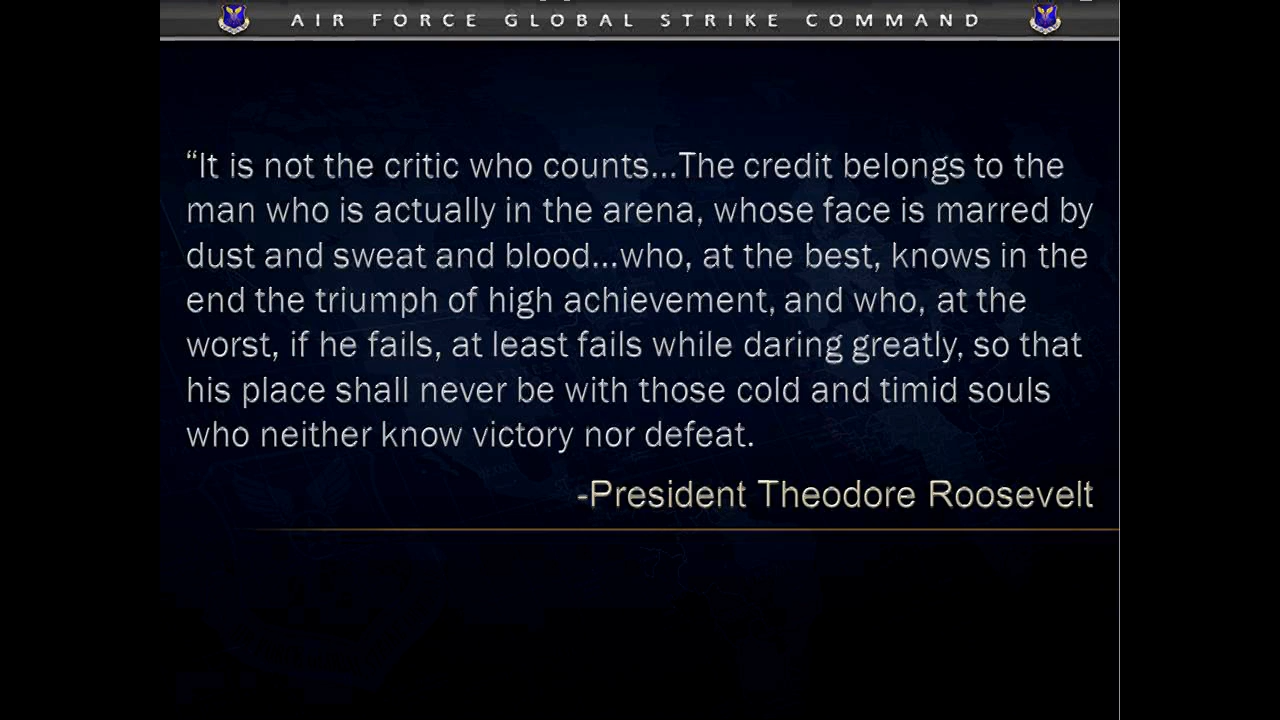 AIR FORCE GLOBAL STRIKE COMMAND
“It is not the critic who counts...The credit belongs to the
man who is actually in the arena, whose face is marred by
dust and sweat and blood...who, at the best, knows in the
end the triumph of high achievement, and who, at the
worst, if he fails, at least fails while daring greatly, so that
his place shall never be with those cold and timid souls
who neither know victory nor defeat.
-President Theodore Roosevelt